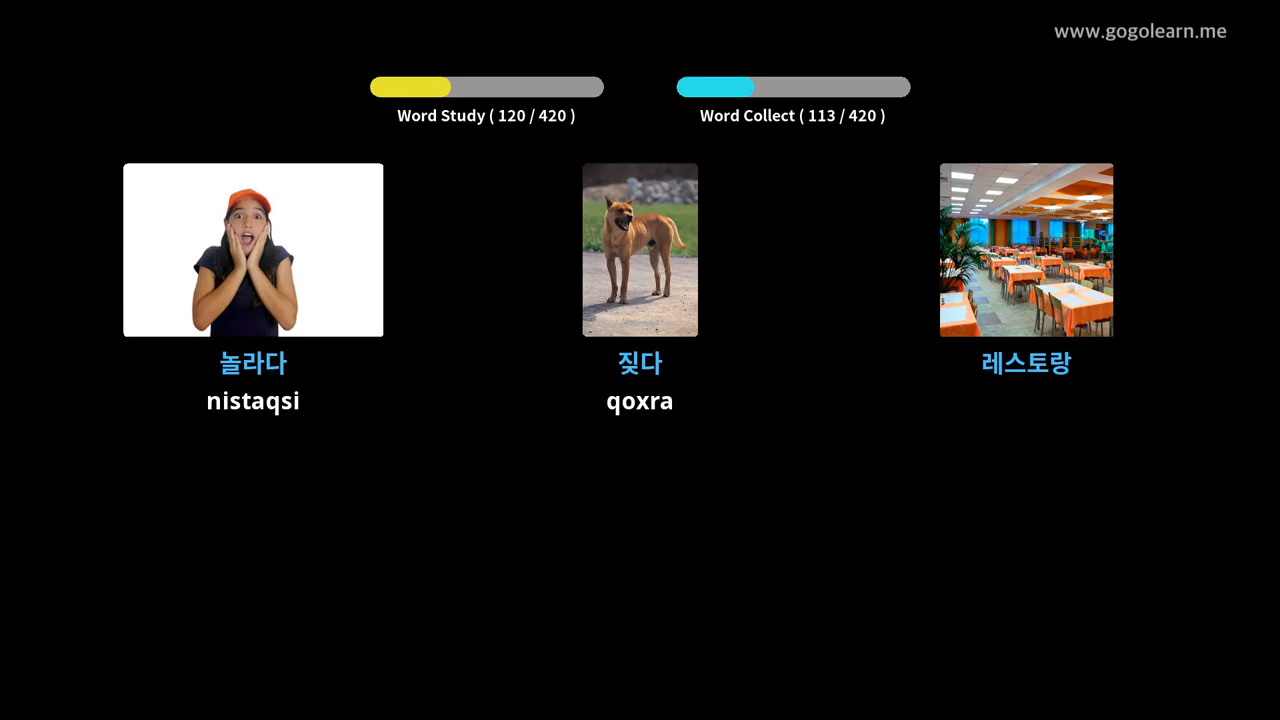 www.gogolearn.me
Word Study ( 120 / 420 )
Word Collect ( 113 / 420 )
놀라다
짖다
레스토랑
nistaqsi
qoxra